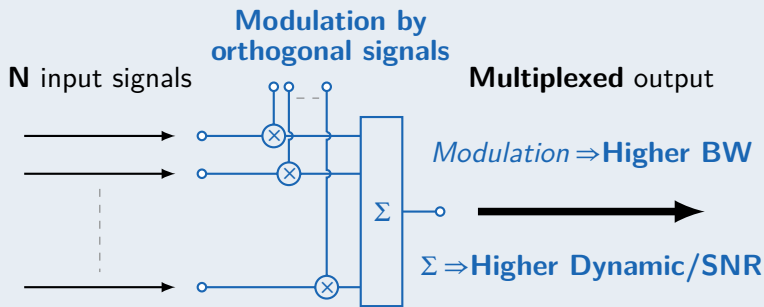 Modulation by
orthogonal signals
N input signals
Multiplexed output
Modulation ⇒Higher BW
Σ
Σ ⇒Higher Dynamic/SNR